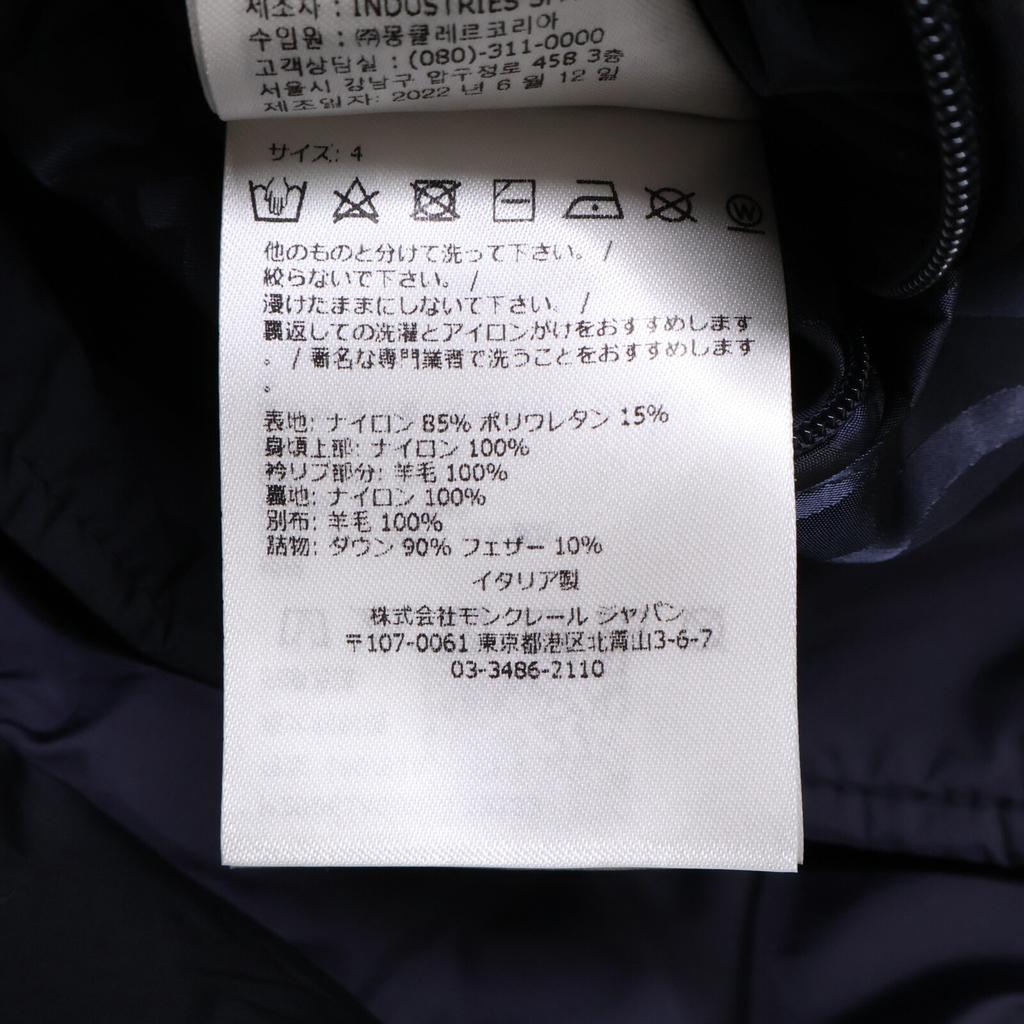 제조사 : INDUSTRIES
수입원 : ㈜몽클레르코리아
고객상담실 : (080)-311-0000
서울시 강남구 압구정로 458 3층
제조일자: 2022 년 6 월 12 일
サイズ: 4
W
他のものと分けて洗って下さい。 /
絞らないで下さい。 /
浸けたままにしないで下さい。 /
裏返しての洗濯とアイロンがけをおすすめします
。 / 著名な専門業者で洗うことをおすすめします
。
表地: ナイロン 85% ポリウレタン 15%
身頃上部: ナイロン 100%
衿リブ部分: 羊毛 100%
裏地: ナイロン 100%
別布: 羊毛 100%
詰物: ダウン 90% フェザー 10%
イタリア製
株式会社モンクレール ジャパン
〒107-0061 東京都港区北青山3-6-7
03-3486-2110